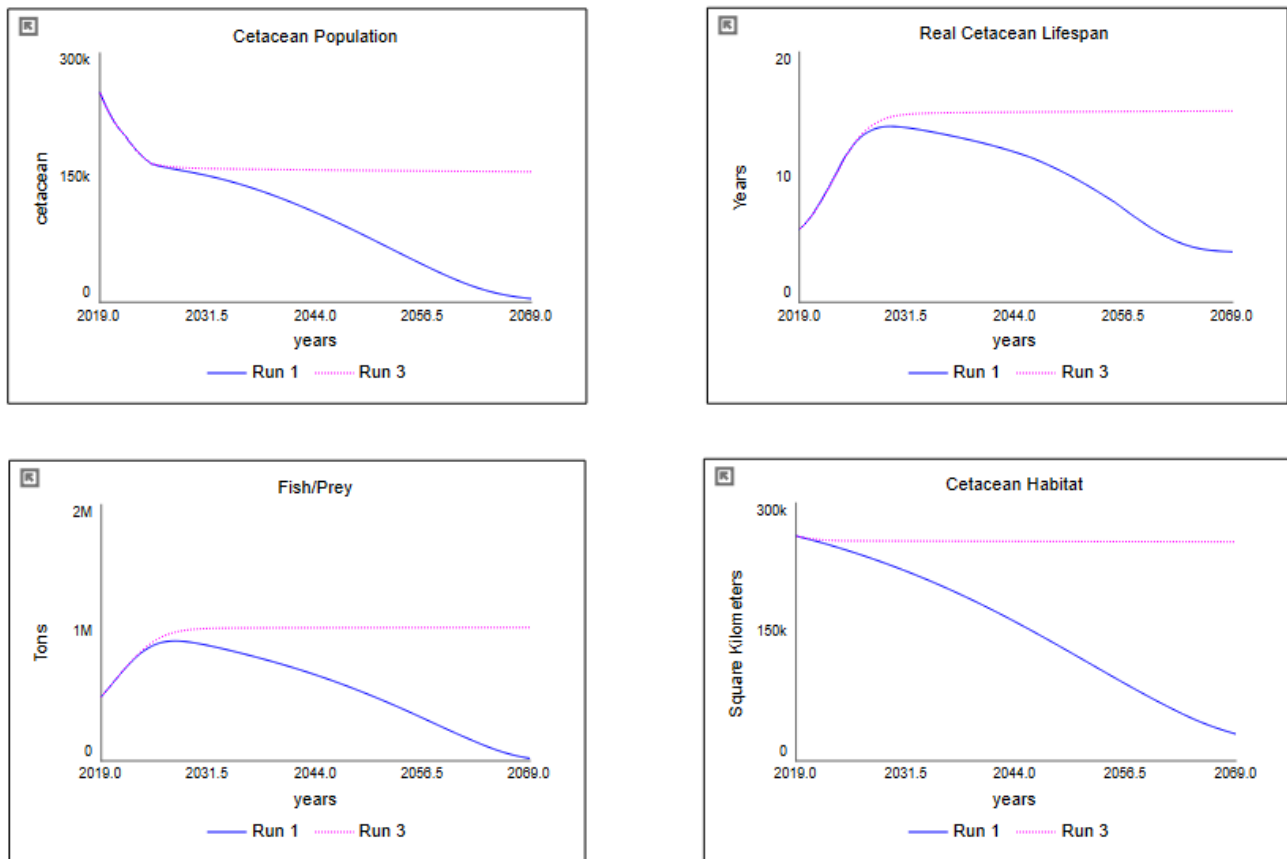 Cetacean Population
300k
150k
0
cetacean
2019.0 2031.5 2044.0 2056.5 2069.0
years
Run 1 Run 3
Real Cetacean Lifespan
20
10
0
Years
2019.0 2031.5 2044.0 2056.5 2069.0
years
Run 1 Run 3
Fish/Prey
2M
1M
0
Tons
2019.0 2031.5 2044.0 2056.5 2069.0
years
Run 1 Run 3
Cetacean Habitat
300k
150k
0
Square Kilometers
2019.0 2031.5 2044.0 2056.5 2069.0
years
Run 1 Run 3